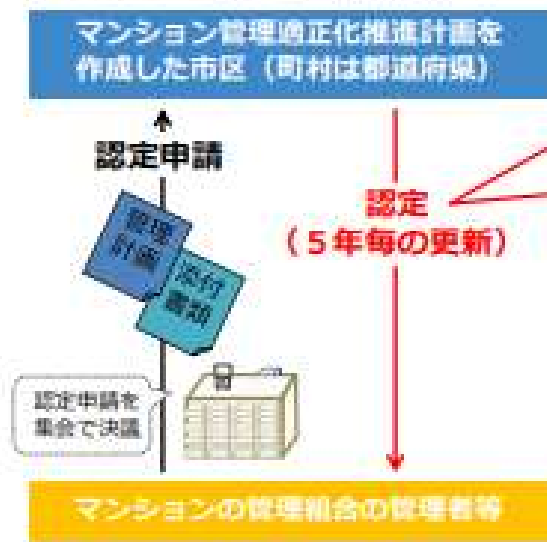 マンション管理適正化推進計画を
作成した市区（町村は都道府県）
認定申請
管理
計画
添付
書類
認定
（５年毎の更新）
認定申請を
集会で決議
マンションの管理組合の管理者等